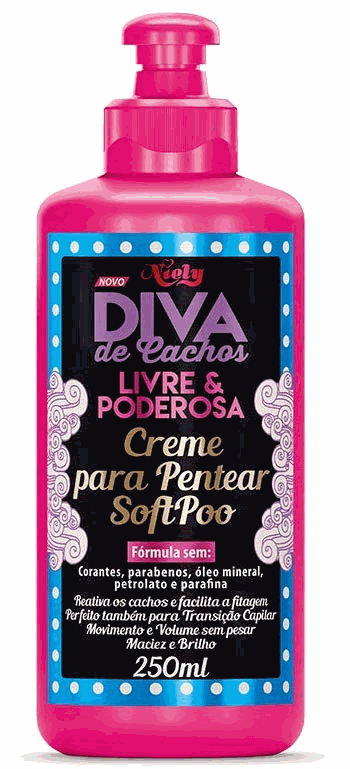 Niely
NOVO
DIVA
de Cachos
LIVRE &
PODEROSA
Creme
para Pentear
SoftPoo
Fórmula sem:
Corantes, parabenos, óleo mineral,
petrolato e parafina
Reativa os cachos e facilita a fitagem
Perfeito também para Transição Capilar
Movimento e Volume sem pesar
Maciez e Brilho
250ml